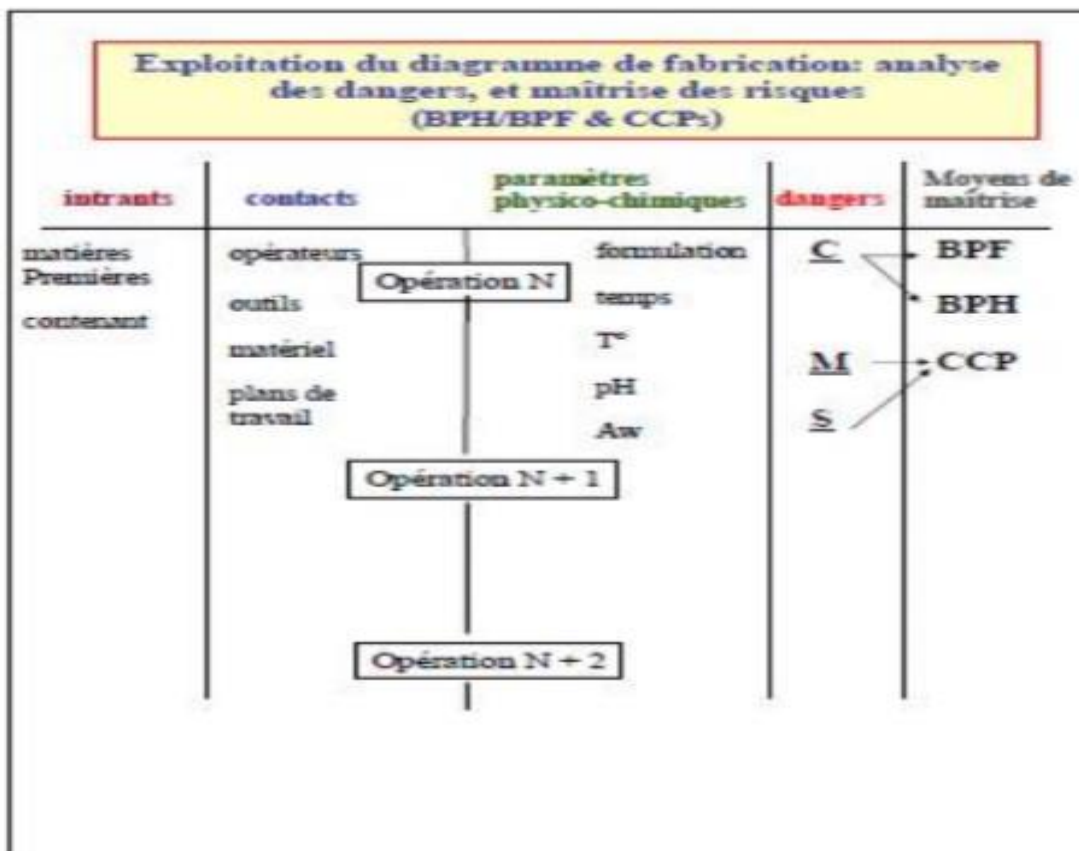 Exploitation du diagramme de fabrication: analyse
des dangers, et maîtrise des risques
(BPH/BPF & CCPs)
intrants
contacts
paramètres
physico-chimiques
dangers
Moyens de
maîtrise
matières
Premières
contenant
opérateurs
outils
matériel
plans de
travail
Opération N
formulation
temps
T°
pH
Aw
C
M
S
BPF
BPH
CCP
Opération N + 1
Opération N + 2